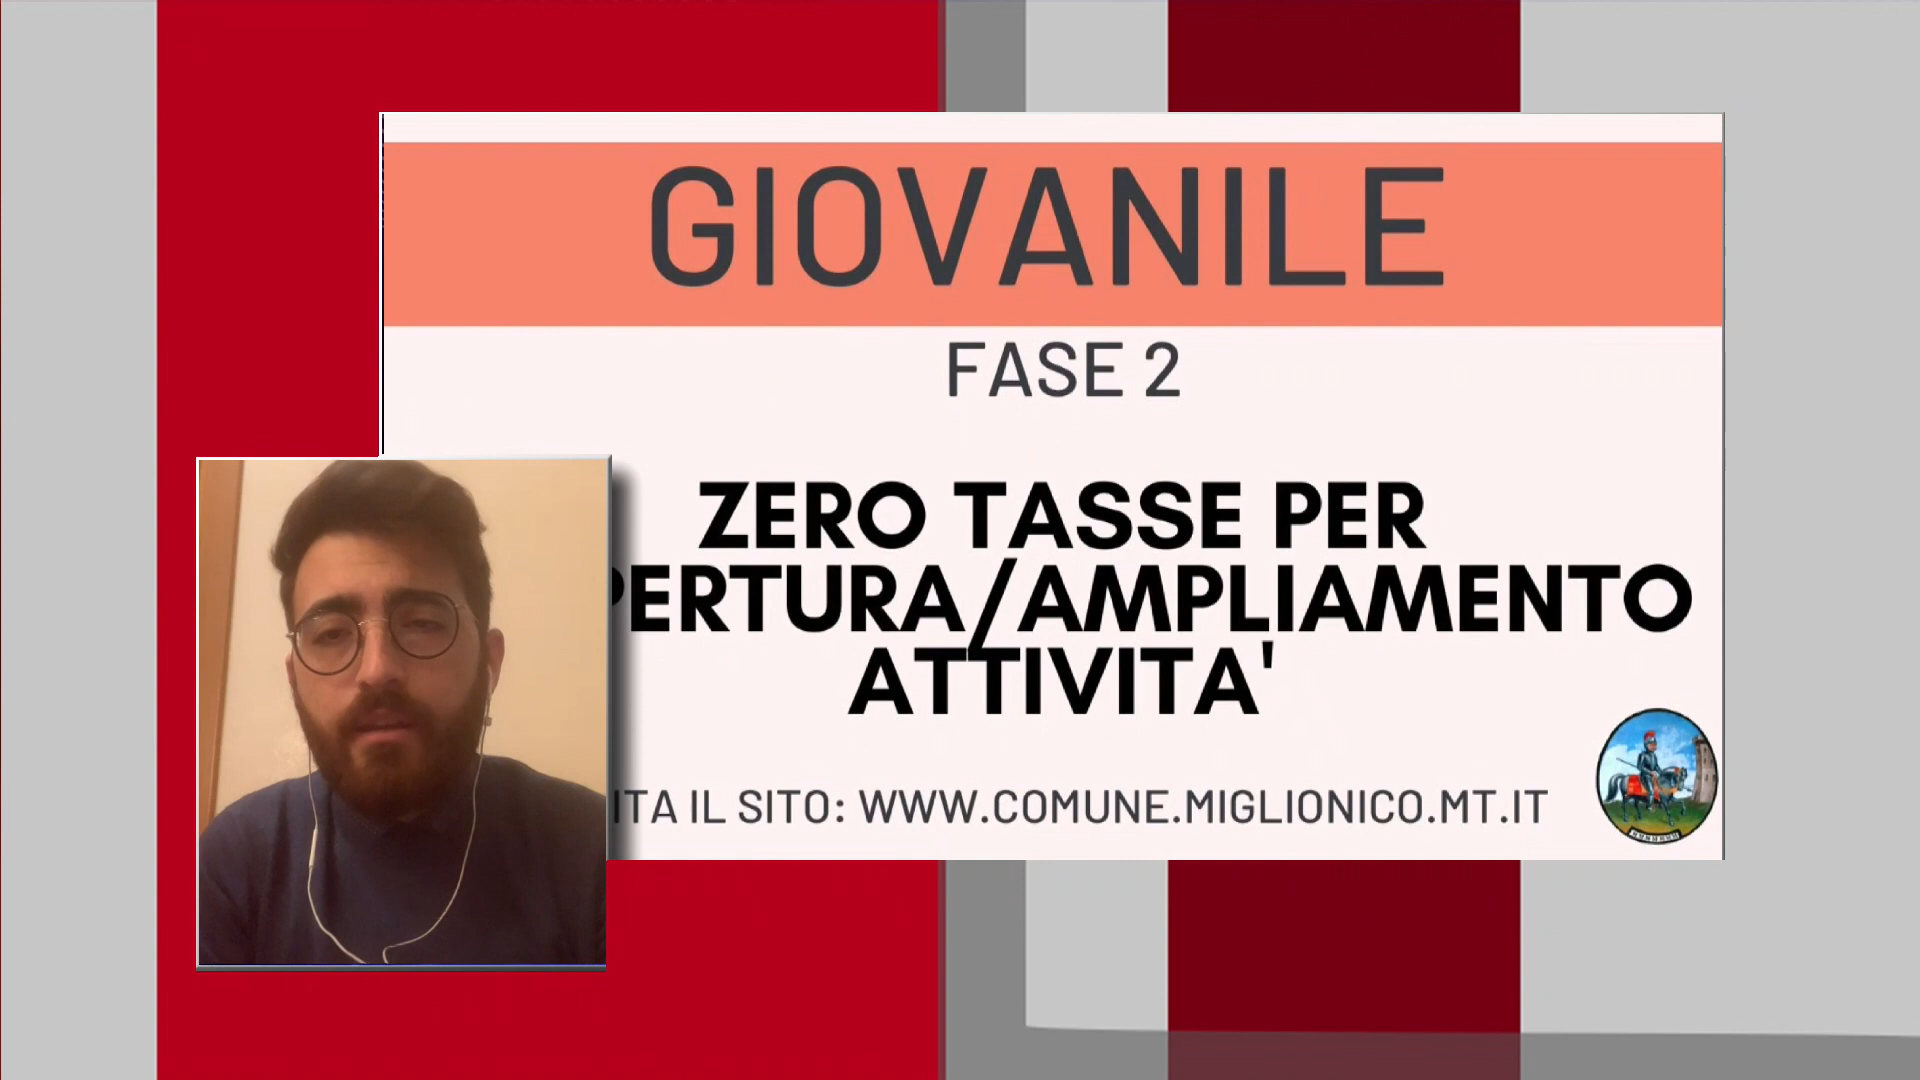 GIOVANILE
FASE 2
ZERO TASSE PER
PERTURA/AMPLIAMENTO
ATTIVITA'
ITA IL SITO: WWW.COMUNE.MIGLIONICO.MT.IT